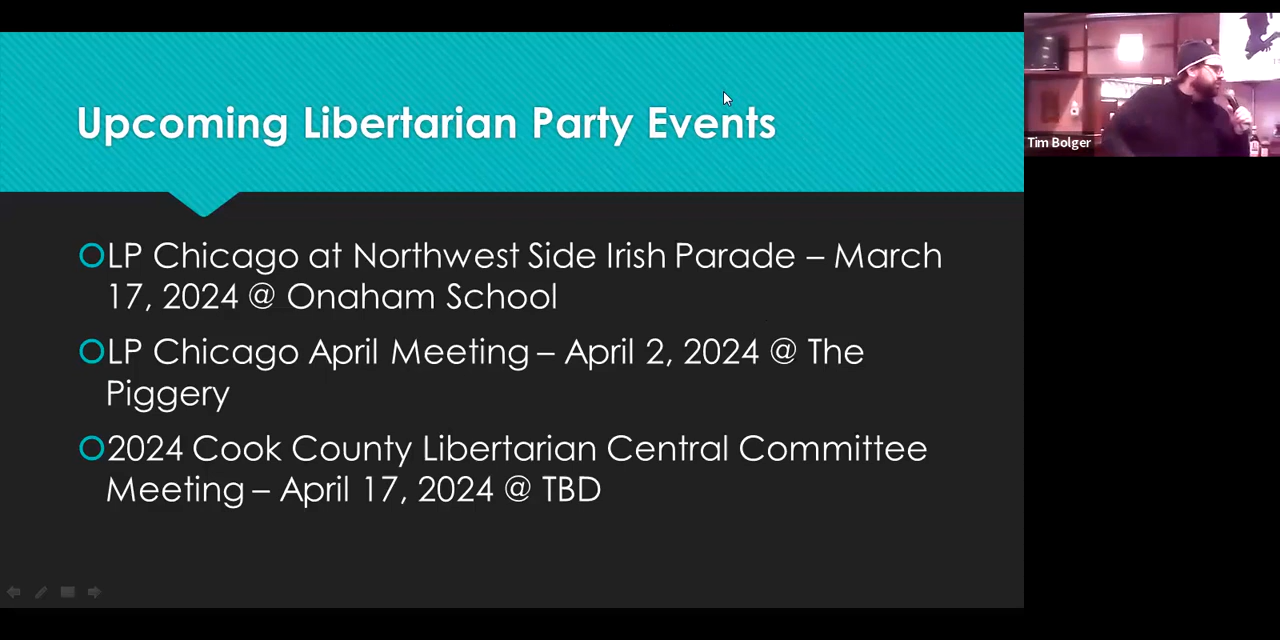 Upcoming Libertarian Party Events
LP Chicago at Northwest Side Irish Parade – March
17, 2024 @ Onaham School
LP Chicago April Meeting – April 2, 2024 @ The
Piggery
2024 Cook County Libertarian Central Committee
Meeting – April 17, 2024 @ TBD
Tim Bolger